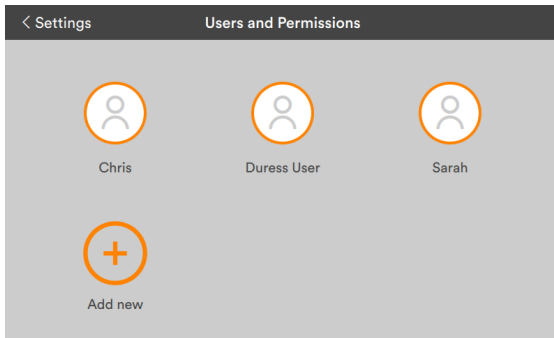 < Settings
Users and Permissions
Chris
Duress User
Sarah
Add new